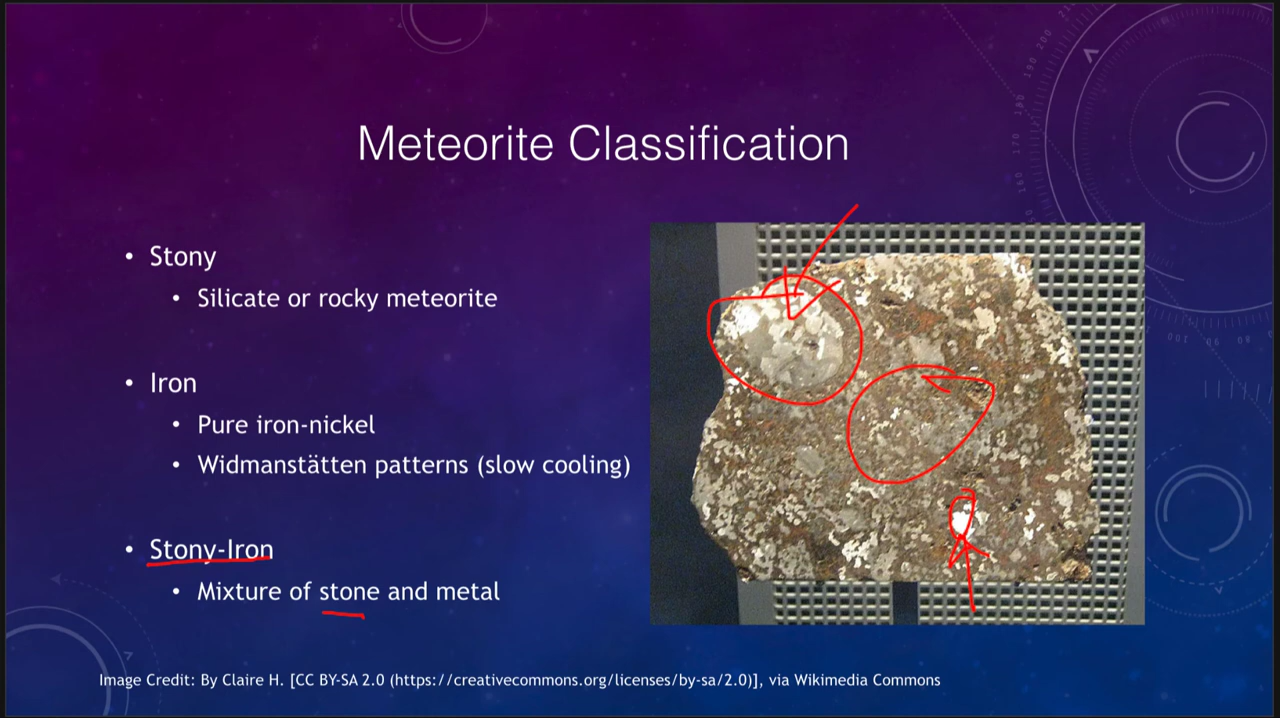 Meteorite Classification
• Stony
• Silicate or rocky meteorite
• Iron
• Pure iron-nickel
• Widmanstätten patterns (slow cooling)
• Stony-Iron
• Mixture of stone and metal
Image Credit: By Claire H. [CC BY-SA 2.0 (https://creativecommons.org/licenses/by-sa/2.0)], via Wikimedia Commons